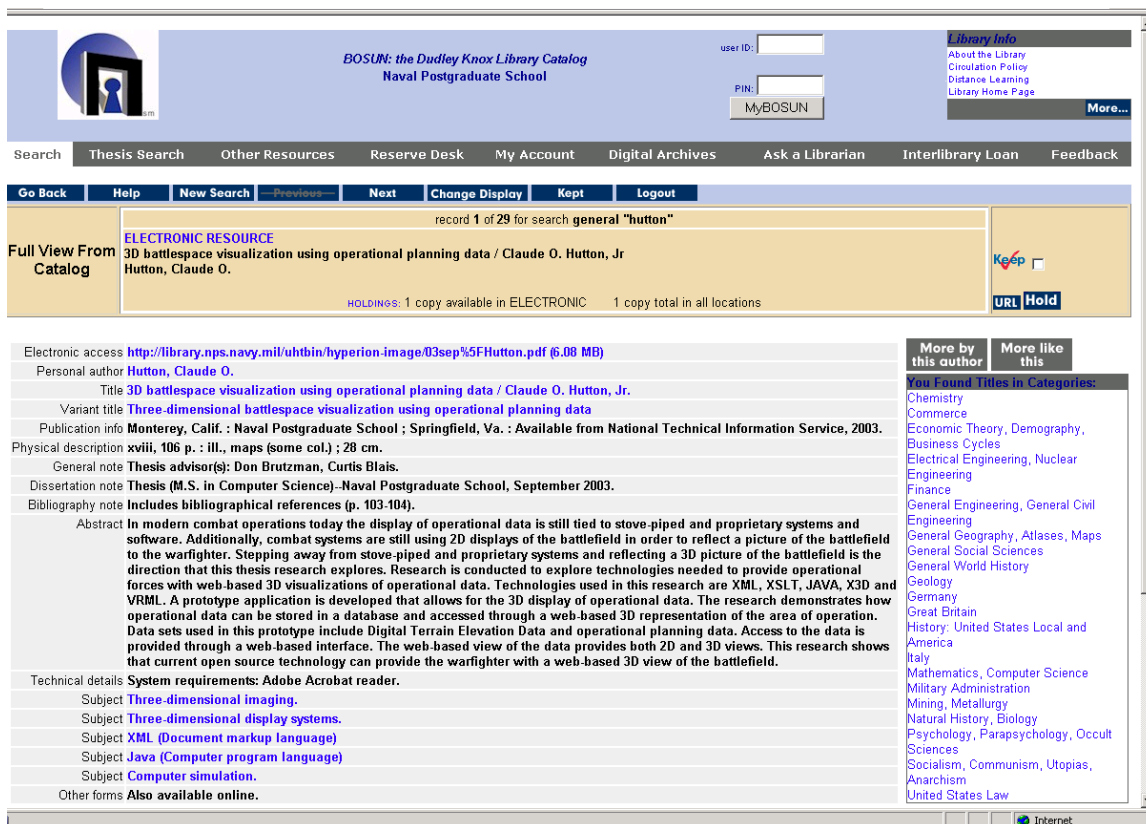 BOSUN: the Dudley Knox Library Catalog
Naval Postgraduate School
user ID:
PIN:
MyBOSUN
Library Info
About the Library
Circulation Policy
Distance Learning
Library Home Page
More...
sm
Search Thesis Search Other Resources Reserve Desk My Account Digital Archives Ask a Librarian Interlibrary Loan Feedback
Go Back Help New Search Previous Next Change Display Kept Logout
record 1 of 29 for search general "hutton"
Full View From
Catalog
ELECTRONIC RESOURCE
3D battlespace visualization using operational planning data / Claude O. Hutton, Jr
Hutton, Claude O.
HOLDINGS: 1 copy available in ELECTRONIC 1 copy total in all locations
Keep
URL Hold
Electronic access http://library.nps.navy.mil/uhtbin/hyperion-image/03sep%5FHutton.pdf (6.08 MB)
Personal author Hutton, Claude O.
Title 3D battlespace visualization using operational planning data / Claude O. Hutton, Jr.
Variant title Three-dimensional battlespace visualization using operational planning data
Publication info Monterey, Calif. : Naval Postgraduate School ; Springfield, Va. : Available from National Technical Information Service, 2003.
Physical description xviii, 106 p. : ill., maps (some col.) ; 28 cm.
General note Thesis advisor(s): Don Brutzman, Curtis Blais.
Dissertation note Thesis (M.S. in Computer Science)--Naval Postgraduate School, September 2003.
Bibliography note Includes bibliographical references (p. 103-104).
Abstract In modern combat operations today the display of operational data is still tied to stove-piped and proprietary systems and
software. Additionally, combat systems are still using 2D displays of the battlefield in order to reflect a picture of the battlefield
to the warfighter. Stepping away from stove-piped and proprietary systems and reflecting a 3D picture of the battlefield is the
direction that this thesis research explores. Research is conducted to explore technologies needed to provide operational
forces with web-based 3D visualizations of operational data. Technologies used in this research are XML, XSLT, JAVA, X3D and
VRML. A prototype application is developed that allows for the 3D display of operational data. The research demonstrates how
operational data can be stored in a database and accessed through a web-based 3D representation of the area of operation.
Data sets used in this prototype include Digital Terrain Elevation Data and operational planning data. Access to the data is
provided through a web-based interface. The web-based view of the data provides both 2D and 3D views. This research shows
that current open source technology can provide the warfighter with a web-based 3D view of the battlefield.
Technical details System requirements: Adobe Acrobat reader.
Subject Three-dimensional imaging.
Subject Three-dimensional display systems.
Subject XML (Document markup language)
Subject Java (Computer program language)
Subject Computer simulation.
Other forms Also available online.
More by
this author
More like
this
You Found Titles in Categories:
Chemistry
Commerce
Economic Theory, Demography,
Business Cycles
Electrical Engineering, Nuclear
Engineering
Finance
General Engineering, General Civil
Engineering
General Geography, Atlases, Maps
General Social Sciences
General World History
Geology
Germany
Great Britain
History: United States Local and
America
Italy
Mathematics, Computer Science
Military Administration
Mining, Metallurgy
Natural History, Biology
Psychology, Parapsychology, Occult
Sciences
Socialism, Communism, Utopias,
Anarchism
United States Law
Internet